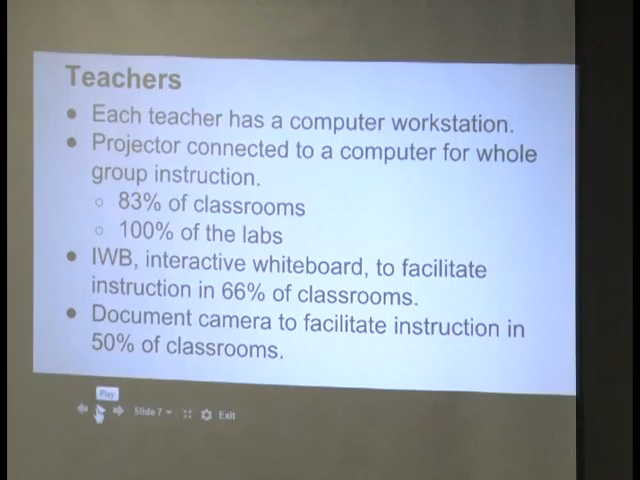 Teachers
● Each teacher has a computer workstation.
● Projector connected to a computer for whole
group instruction.
○ 83% of classrooms
○ 100% of the labs
● IWB, interactive whiteboard, to facilitate
instruction in 66% of classrooms.
● Document camera to facilitate instruction in
50% of classrooms.
Play
Slide 7 Exit